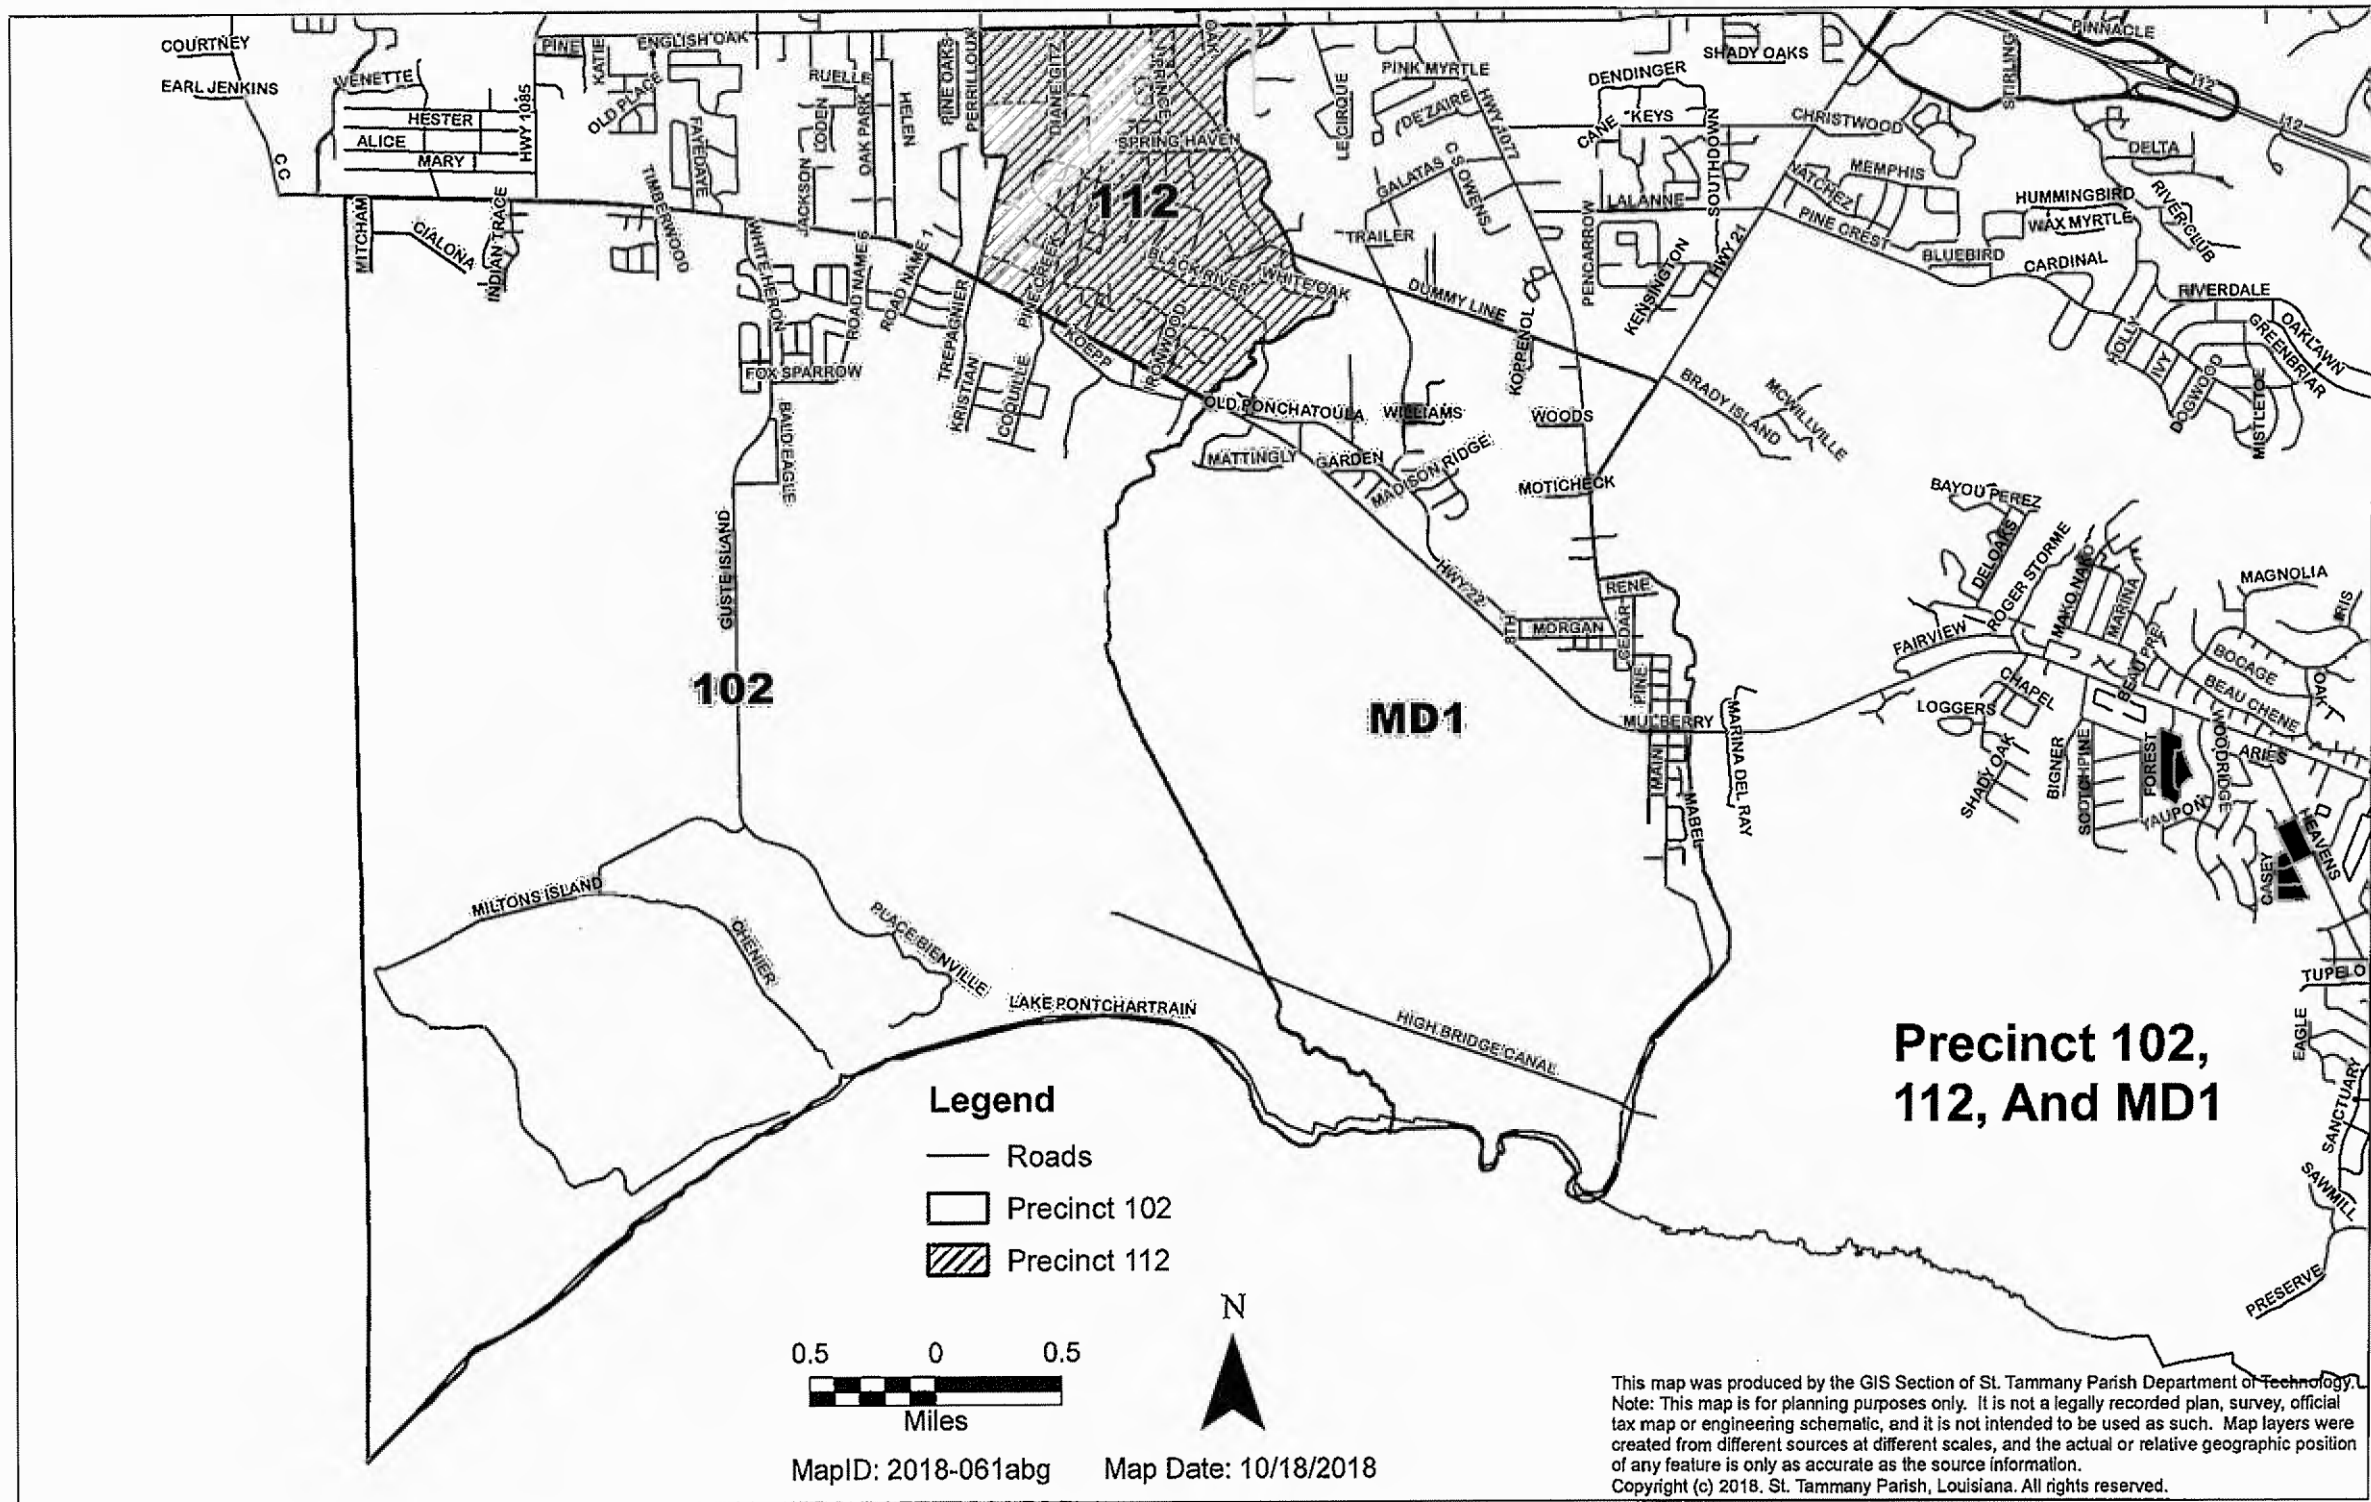 COURTNEY
EARL JENKINS
C.C
VENETTE
HESTER
ALICE
MARY
HWY 1085
PINE
KATIE
ENGLISH OAK
OLD PLACE
FAYEDAYE
TIMBERWOOD
RUELLE
LODEN
JACKSON
OAK PARK
HELEN
PINE OAKS
PERRILLOUX
DIANE GITZ
OAK
SPRING HAVEN
112
LECIRQUE
PINK MYRTLE
DEZAIRE
HWY 1077
GALATAS
C S OWENS
TRAILER
DENDINGER
SHADY OAKS
CANE
KEYS
SOUTHDOWN
LALANNE
PENCARROW
KENSINGTON
HWY 21
CHRISTWOOD
STIRLING
PINNACLE
I12
I12
DELTA
NATCHEZ
MEMPHIS
PINE CREST
HUMMINGBIRD
WAX MYRTLE
RIVER CLUB
BLUEBIRD
CARDINAL
RIVERDALE
OAKLAWN
GREENBRIAR
HOLLY
IVY
DOGWOOD
MISTLETOE
MITCHAM
CIALONA
INDIAN TRACE
WHITE HERON
ROAD NAME 6
ROAD NAME 1
TREPAGNIER
PINE CREEK
BLACK RIVER
WHITE OAK
DUMMY LINE
KOEPP
IRONWOOD
KRISTIAN
COQUILLE
FOX SPARROW
BALD EAGLE
GUSTE ISLAND
OLD PONCHATOULA
WILLIAMS
MATTINGLY
GARDEN
MADISON RIDGE
KOPPENOL
WOODS
MOTICHECK
BRADY ISLAND
MCWILLVILLE
HWY 22
8TH
RENE
MORGAN
CEDAR
PINE
MULBERRY
MAIN
MABEL
MARINA DEL RAY
BAYOU PEREZ
DELOAKS
ROGER STORME
MAKO NAKO
MARINA
MAGNOLIA
IRIS
FAIRVIEW
BEAU PRE
BOCAGE
OAK
BEAU CHENE
CHAPEL
LOGGERS
SHADY OAK
BIGNER
SCOTCHPINE
FOREST
YAUPON
WOODRIDGE
ARIES
HEAVENS
CASEY
TUPELO
EAGLE
SANCTUARY
SAWMILL
PRESERVE
102
MD1
MILTONS ISLAND
CHENIER
PLACE BIENVILLE
LAKE PONTCHARTRAIN
HIGH BRIDGE CANAL
Precinct 102,
112, And MD1
Legend
Roads
Precinct 102
Precinct 112
N
0.5 0 0.5
Miles
MapID: 2018-061abg Map Date: 10/18/2018
This map was produced by the GIS Section of St. Tammany Parish Department of Technology.
Note: This map is for planning purposes only. It is not a legally recorded plan, survey, official
tax map or engineering schematic, and it is not intended to be used as such. Map layers were
created from different sources at different scales, and the actual or relative geographic position
of any feature is only as accurate as the source information.
Copyright (c) 2018. St. Tammany Parish, Louisiana. All rights reserved.